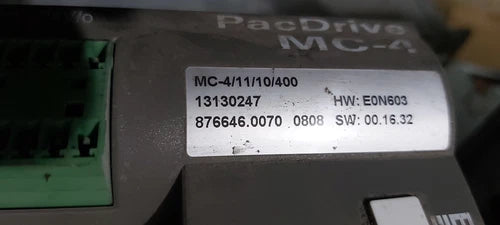 PacDrive
MC-4
MC-4/11/10/400
13130247 HW: E0N603
876646.0070 0808 SW: 00.16.32